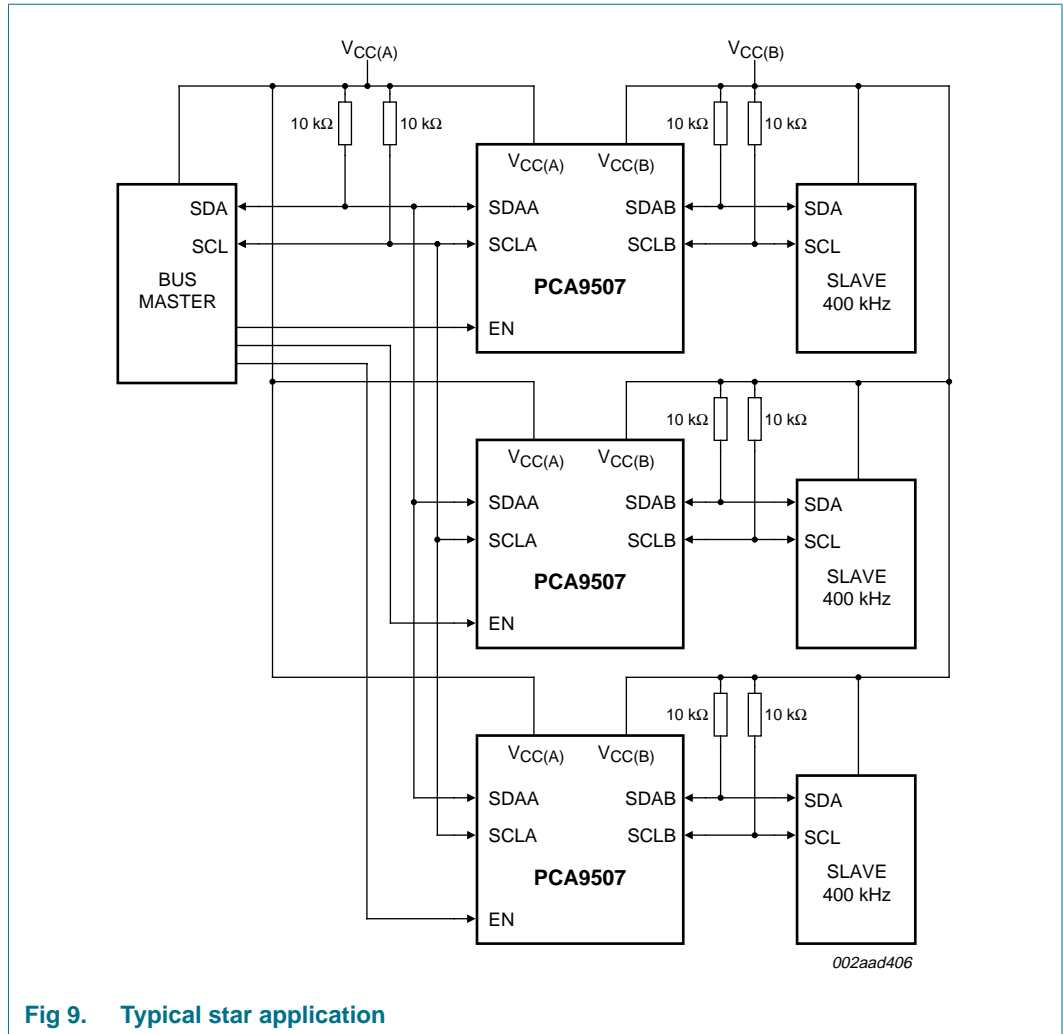 VCC(A) VCC(B)
10 kΩ 10 kΩ 10 kΩ 10 kΩ
VCC(A) VCC(B)
SDA SDAA SDAB SDA
SCL SCLA SCLB SCL
BUS MASTER
PCA9507
SLAVE
400 kHz
EN
10 kΩ 10 kΩ
VCC(A) VCC(B)
SDAA SDAB SDA
SCLA SCLB SCL
PCA9507
SLAVE
400 kHz
EN
10 kΩ 10 kΩ
VCC(A) VCC(B)
SDAA SDAB SDA
SCLA SCLB SCL
PCA9507
SLAVE
400 kHz
EN
002aad406
Fig 9. Typical star application